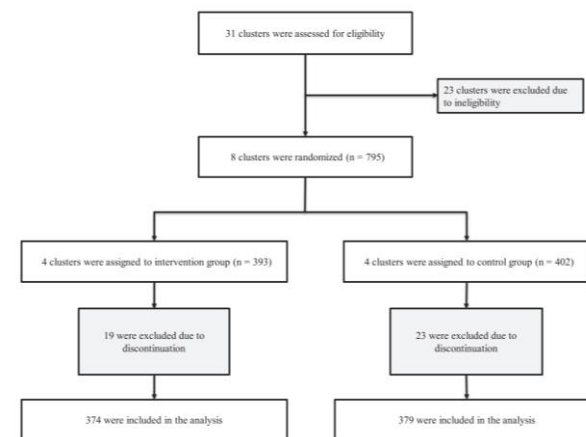 31 clusters were assessed for eligibility
23 clusters were excluded due
to ineligibility
8 clusters were randomized (n = 795)
4 clusters were assigned to intervention group (n = 393)
4 clusters were assigned to control group (n = 402)
19 were excluded due to
discontinuation
23 were excluded due to
discontinuation
374 were included in the analysis
379 were included in the analysis